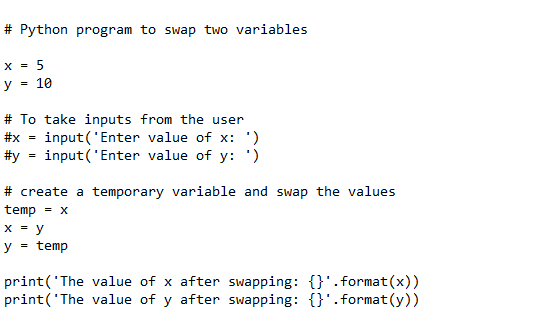 # Python program to swap two variables

x = 5
y = 10

# To take inputs from the user
#x = input('Enter value of x: ')
#y = input('Enter value of y: ')

# create a temporary variable and swap the values
temp = x
x = y
y = temp

print('The value of x after swapping: {}'.format(x))
print('The value of y after swapping: {}'.format(y))